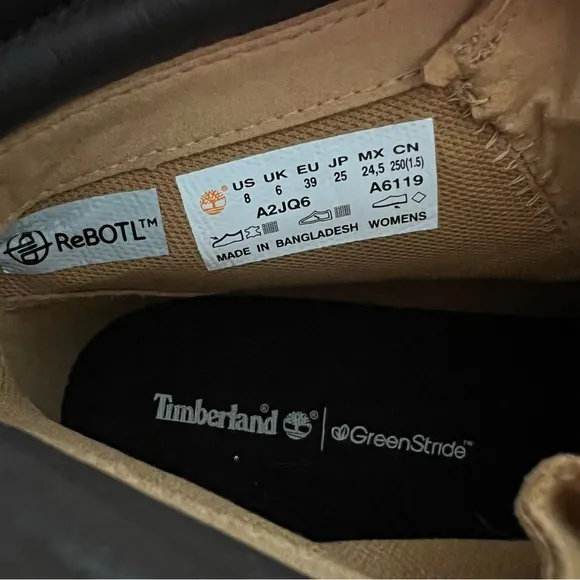 US UK EU JP MX CN
8 6 39 25 24,5 250(1.5)
A2JQ6 A6119
MADE IN BANGLADESH WOMENS
ReBOTL™
Timberland® ® | GreenStride™